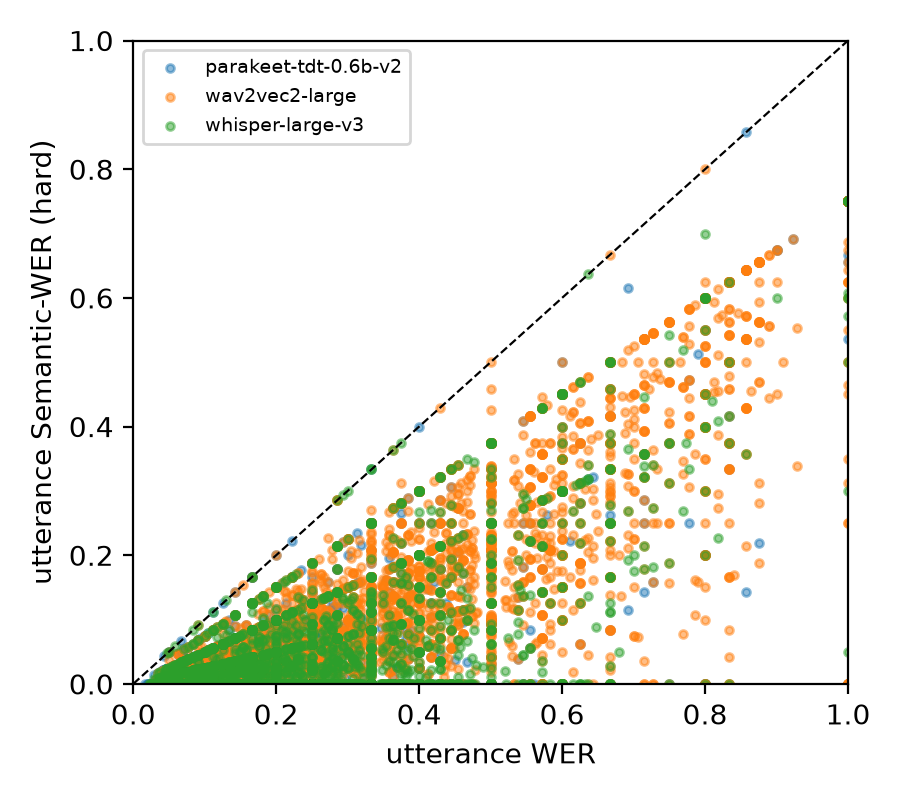 parakeet-tdt-0.6b-v2
wav2vec2-large
whisper-large-v3
utterance Semantic-WER (hard)
1.0
0.8
0.6
0.4
0.2
0.0
0.0 0.2 0.4 0.6 0.8 1.0
utterance WER